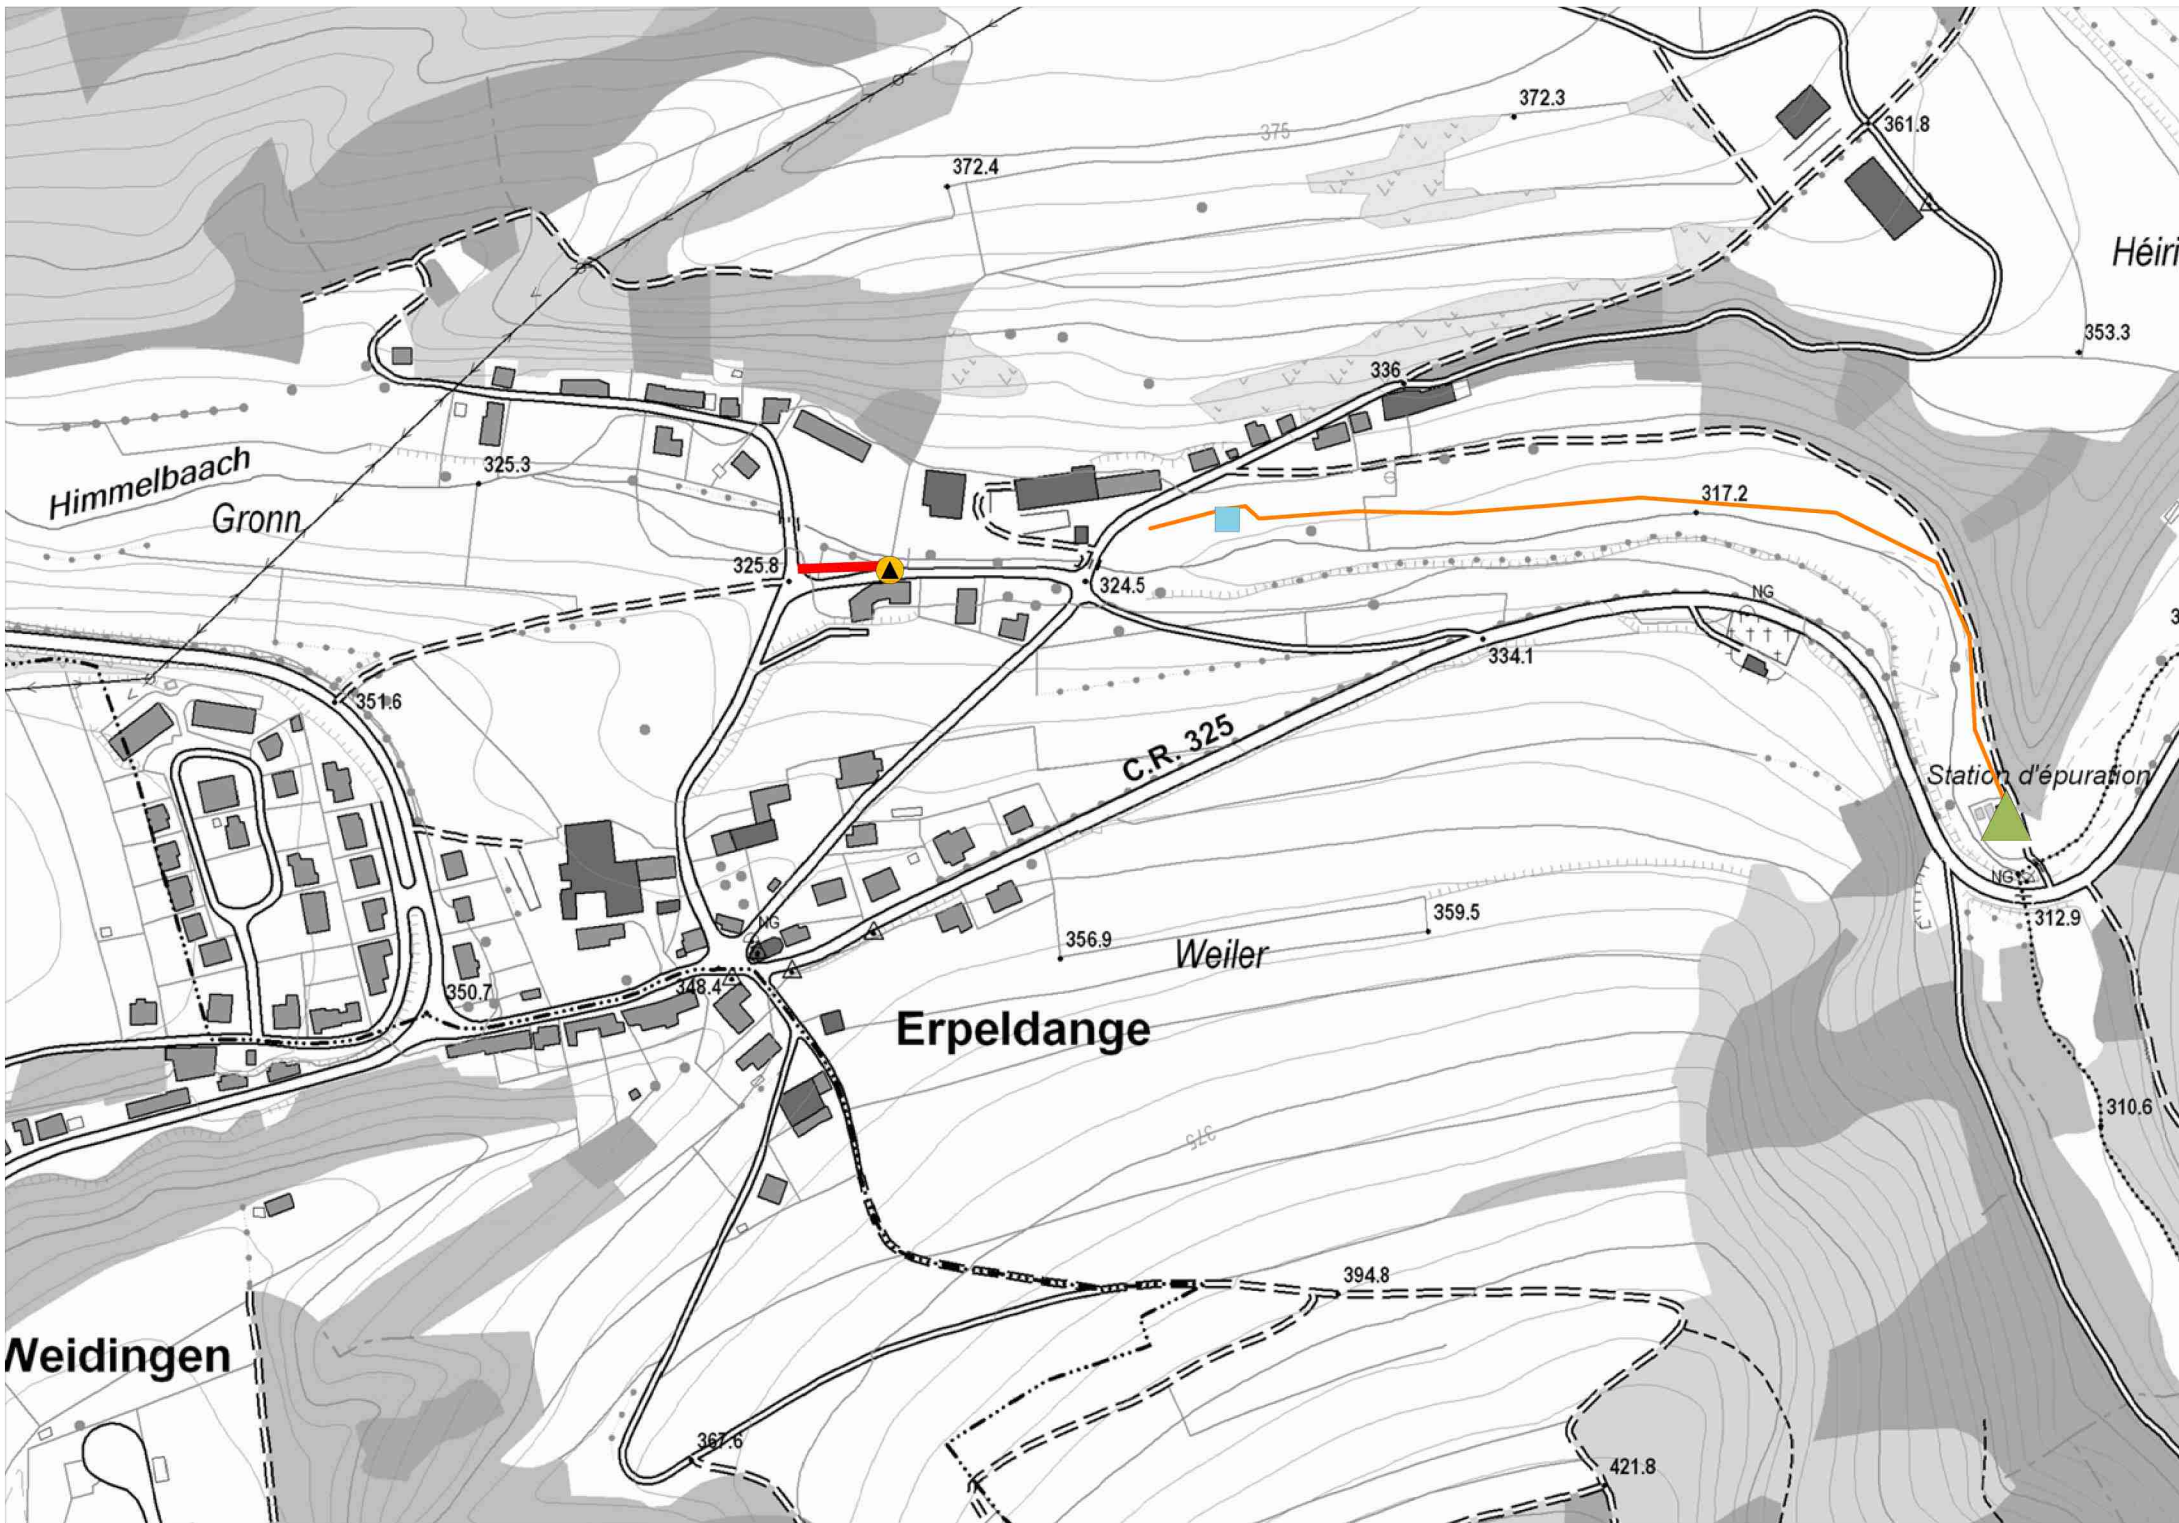 372.3
361.8
375
372.4
Héiri
353.3
336
325.3
Himmelbaach
Gronn
317.2
325.8
324.5
NG
334.1
351.6
C.R. 325
Station d'épuration
NG
NG
359.5
312.9
356.9
Weiler
348.4
350.7
Erpeldange
310.6
375
394.8
Weidingen
367.6
421.8